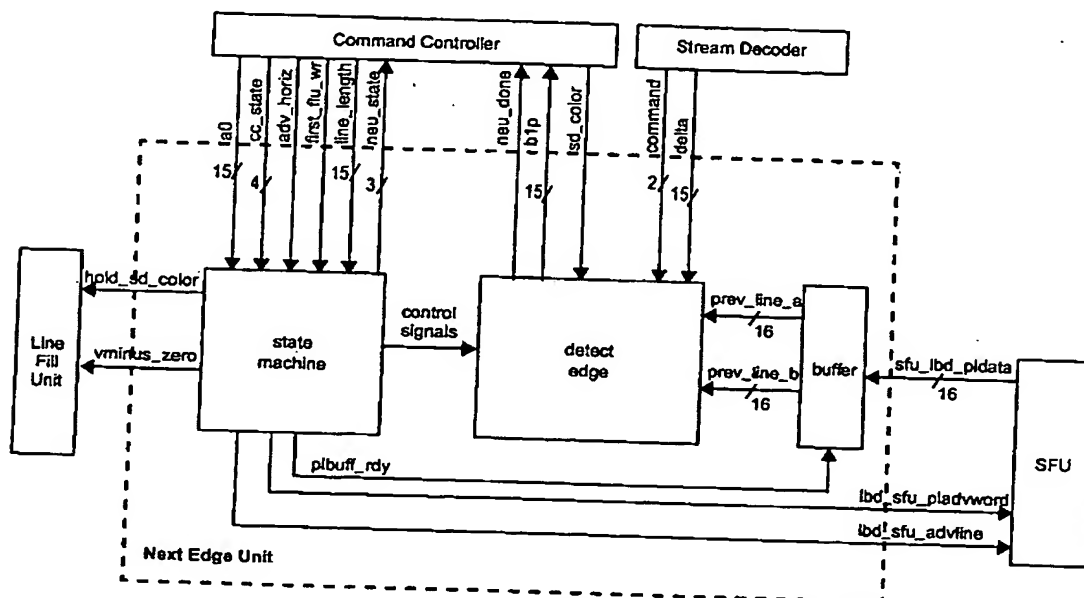 Command Controller
Stream Decoder
a0
cc_state
adv_horiz
first_flu_wr
line_length
neu_state
neu_done
b1p
sd_color
command
delta
15
4
15
3
15
2
15
hold_sd_color
vminus_zero
Line
Fill
Unit
state
machine
control
signals
detect
edge
prev_line_a
16
prev_line_b
16
buffer
sfu_lbd_pldata
16
SFU
plbuff_rdy
lbd_sfu_pladvword
lbd_sfu_advline
Next Edge Unit